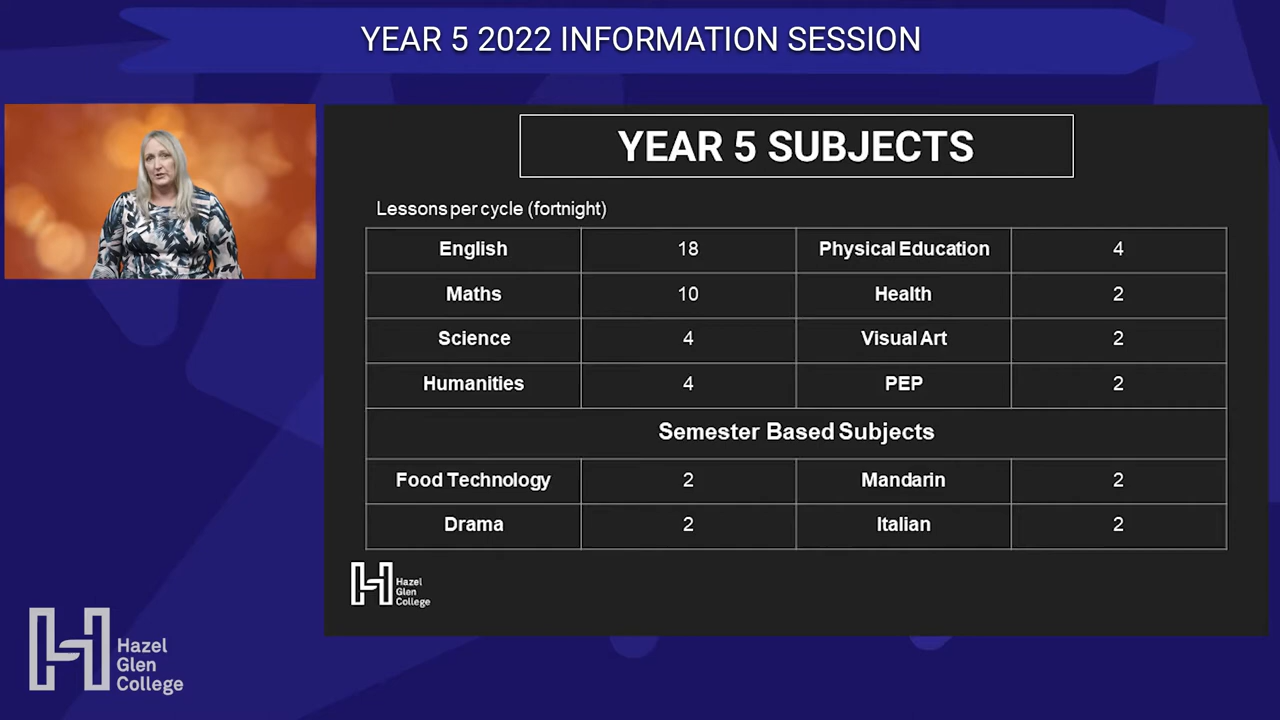 YEAR 5 2022 INFORMATION SESSION
YEAR 5 SUBJECTS
Lessons per cycle (fortnight)
English 18 Physical Education 4
Maths 10 Health 2
Science 4 Visual Art 2
Humanities 4 PEP 2
Semester Based Subjects
Food Technology 2 Mandarin 2
Drama 2 Italian 2
Hazel
Glen
College
Hazel
Glen
College